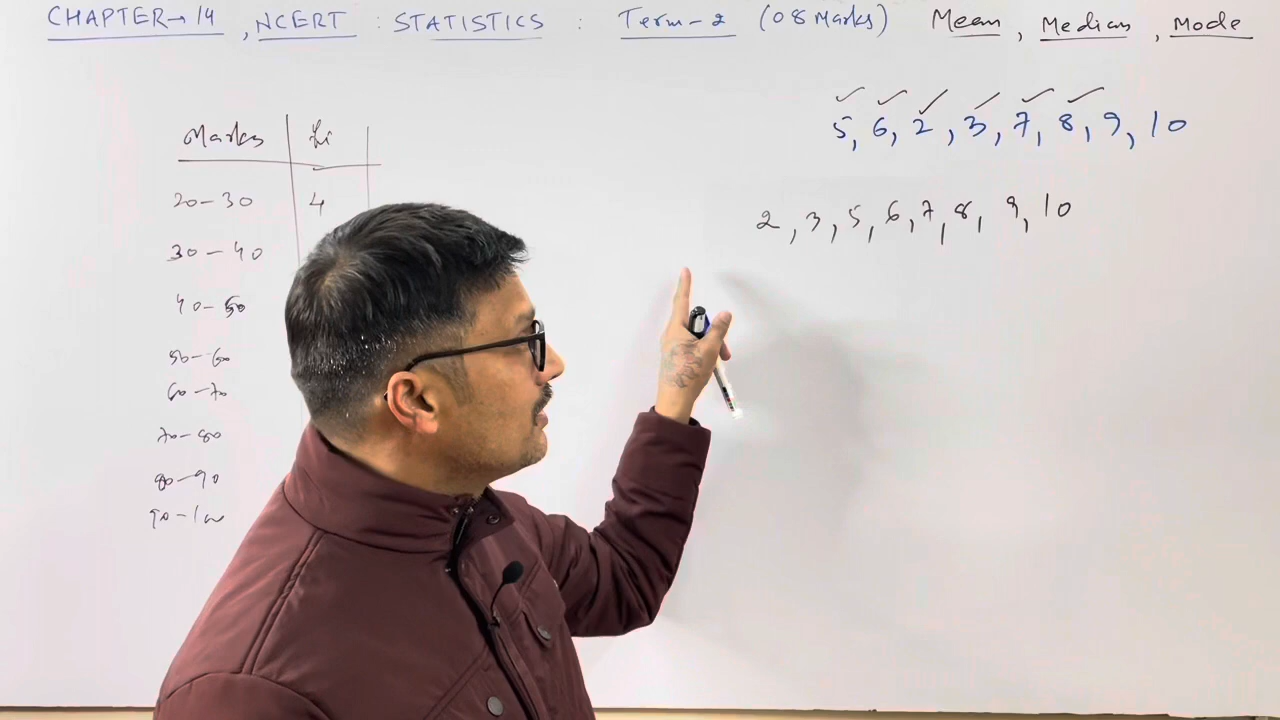 CHAPTER→14, NCERT : STATISTICS : Term-2 (08 Marks) Mean, Median, Mode
5, 6, 2, 3, 7, 8, 9, 10
2, 3, 5, 6, 7, 8, 9, 10
Marks fi
20-30 4
30-40
40-50
50-60
60-70
70-80
80-90
90-100